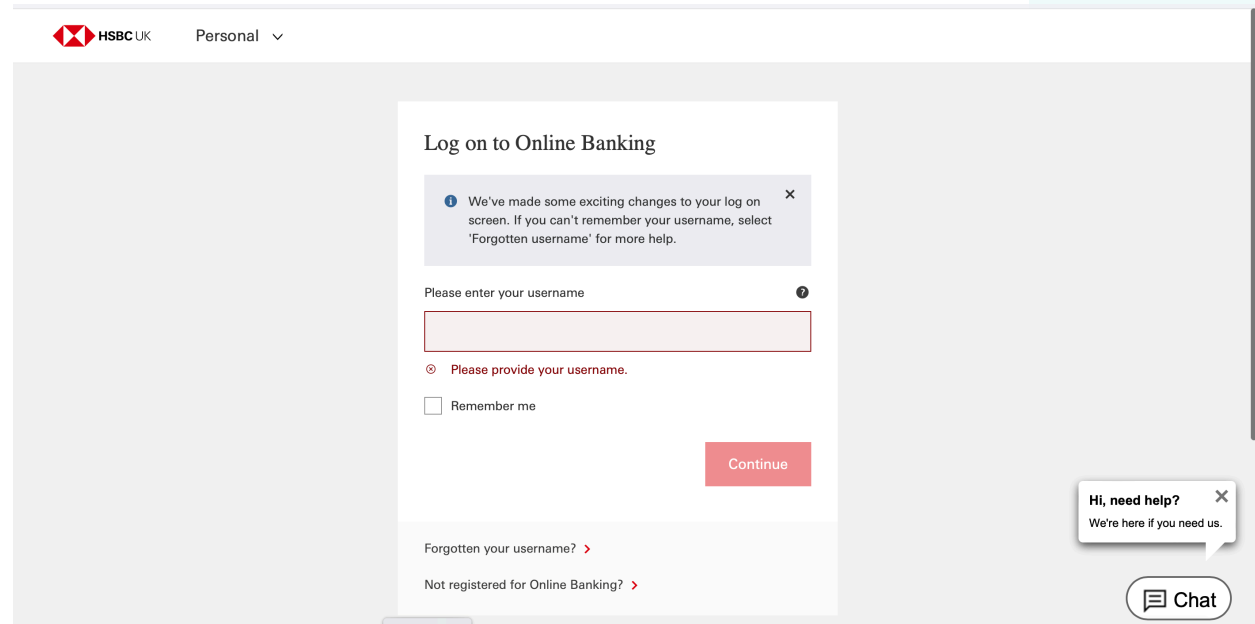 HSBC UK
Personal
Log on to Online Banking
We've made some exciting changes to your log on
screen. If you can't remember your username, select
'Forgotten username' for more help.
Please enter your username
Please provide your username.
Remember me
Continue
Forgotten your username?
Not registered for Online Banking?
Hi, need help?
We're here if you need us.
Chat